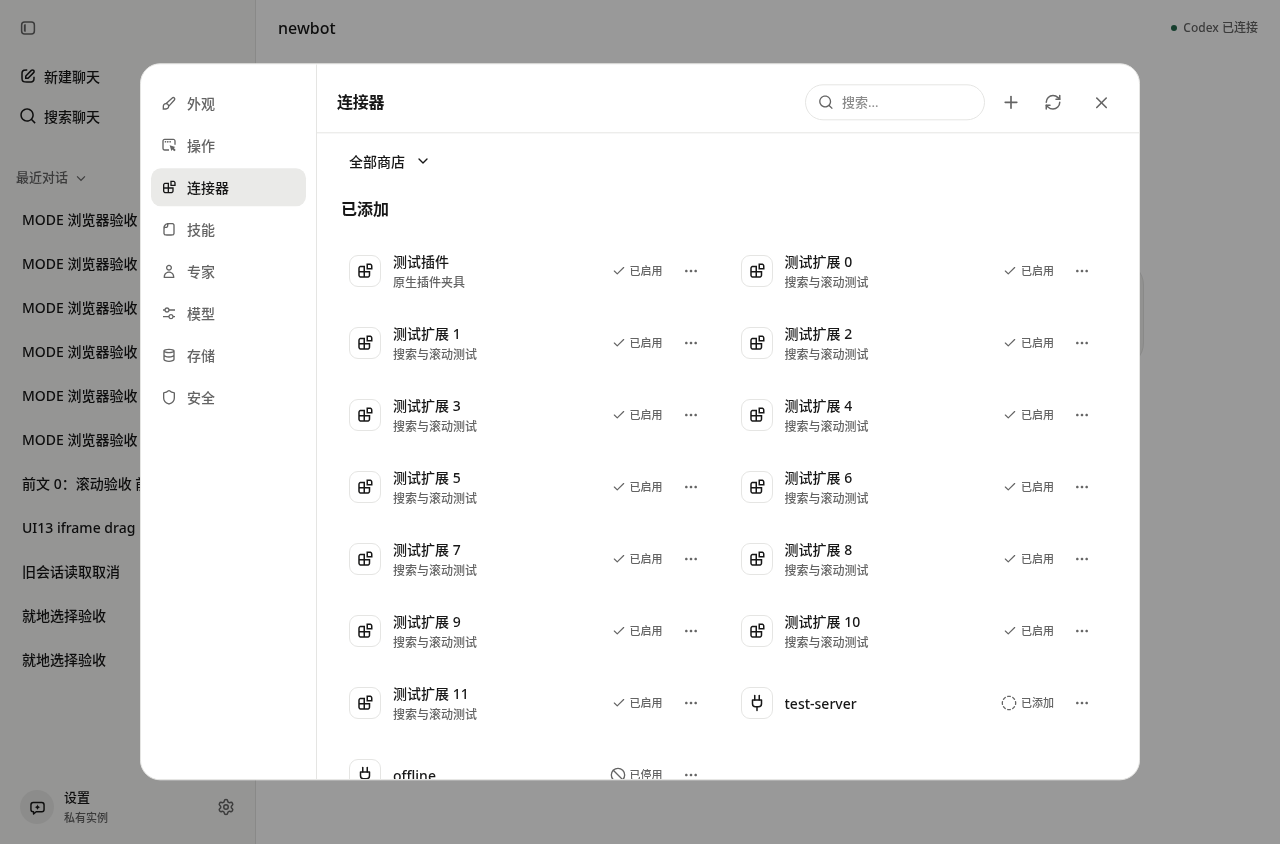 newbot
Codex 已连接
新建聊天
搜索聊天
最近对话
MODE 浏览器验收
MODE 浏览器验收
MODE 浏览器验收
MODE 浏览器验收
MODE 浏览器验收
MODE 浏览器验收
前文 0：滚动验收
UI13 iframe drag
旧会话读取取消
就地选择验收
就地选择验收
设置
私有实例
外观
操作
连接器
技能
专家
模型
存储
安全
连接器
搜索...
全部商店
已添加
测试插件
原生插件夹具
已启用
测试扩展 0
搜索与滚动测试
已启用
测试扩展 1
搜索与滚动测试
已启用
测试扩展 2
搜索与滚动测试
已启用
测试扩展 3
搜索与滚动测试
已启用
测试扩展 4
搜索与滚动测试
已启用
测试扩展 5
搜索与滚动测试
已启用
测试扩展 6
搜索与滚动测试
已启用
测试扩展 7
搜索与滚动测试
已启用
测试扩展 8
搜索与滚动测试
已启用
测试扩展 9
搜索与滚动测试
已启用
测试扩展 10
搜索与滚动测试
已启用
测试扩展 11
搜索与滚动测试
已启用
test-server
已添加
offline
已停用